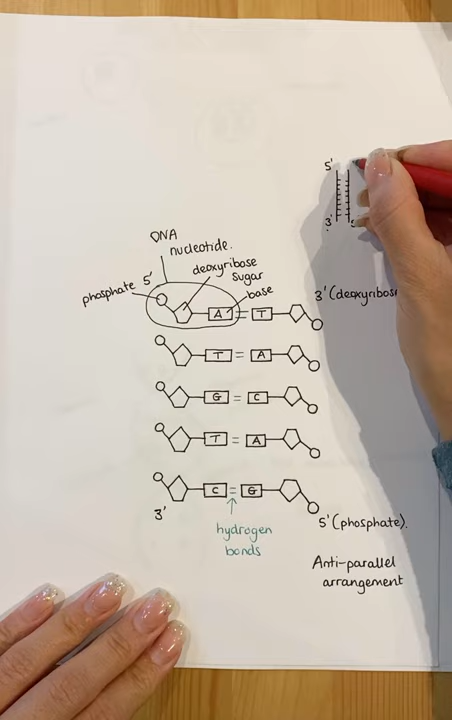 5'
3'
DNA
nucleotide.
5'
deoxyribose
sugar
phosphate
base
3' (deoxyribose
A = T
T = A
G = C
T = A
C = G
3'
5' (phosphate).
hydrogen
bonds
Anti-parallel
arrangement